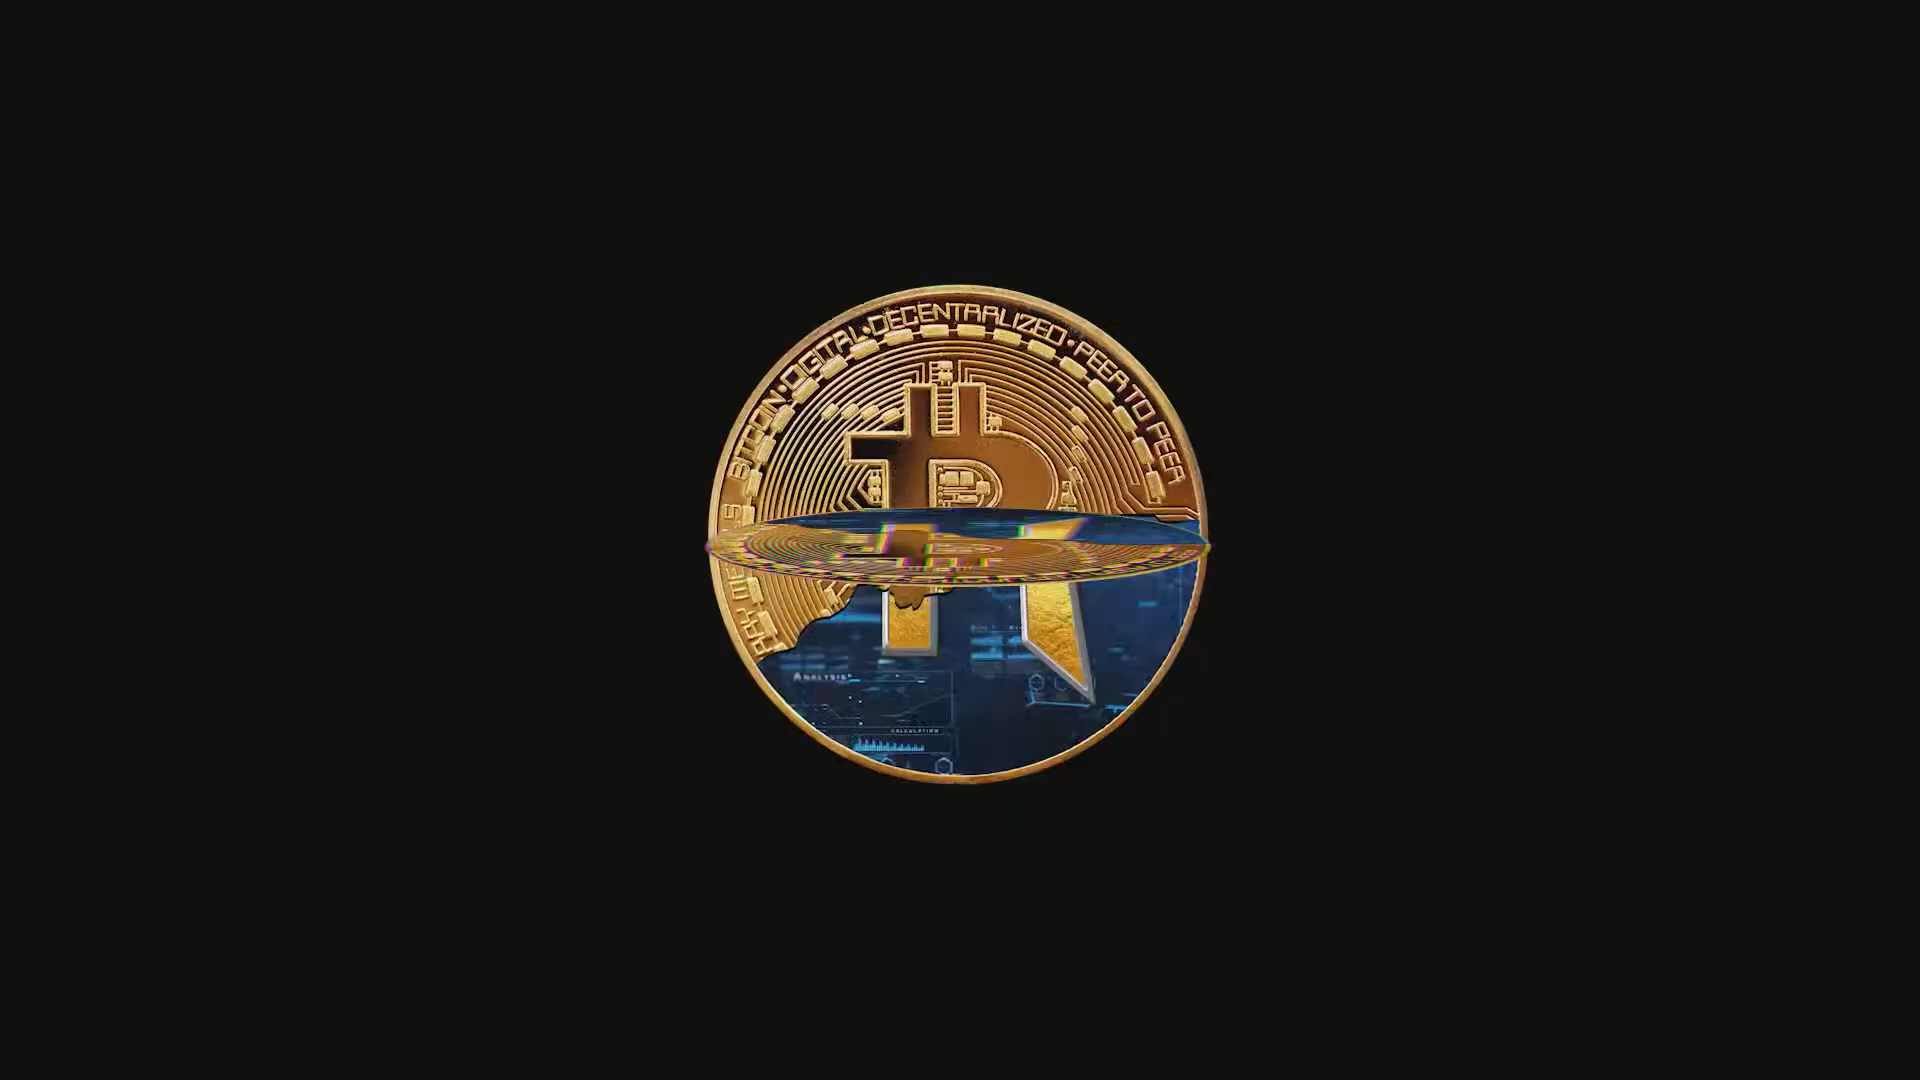 BITCOIN • DIGITAL • DECENTRALIZED • PEER TO PEER
ANALYSIS
CALCULATION